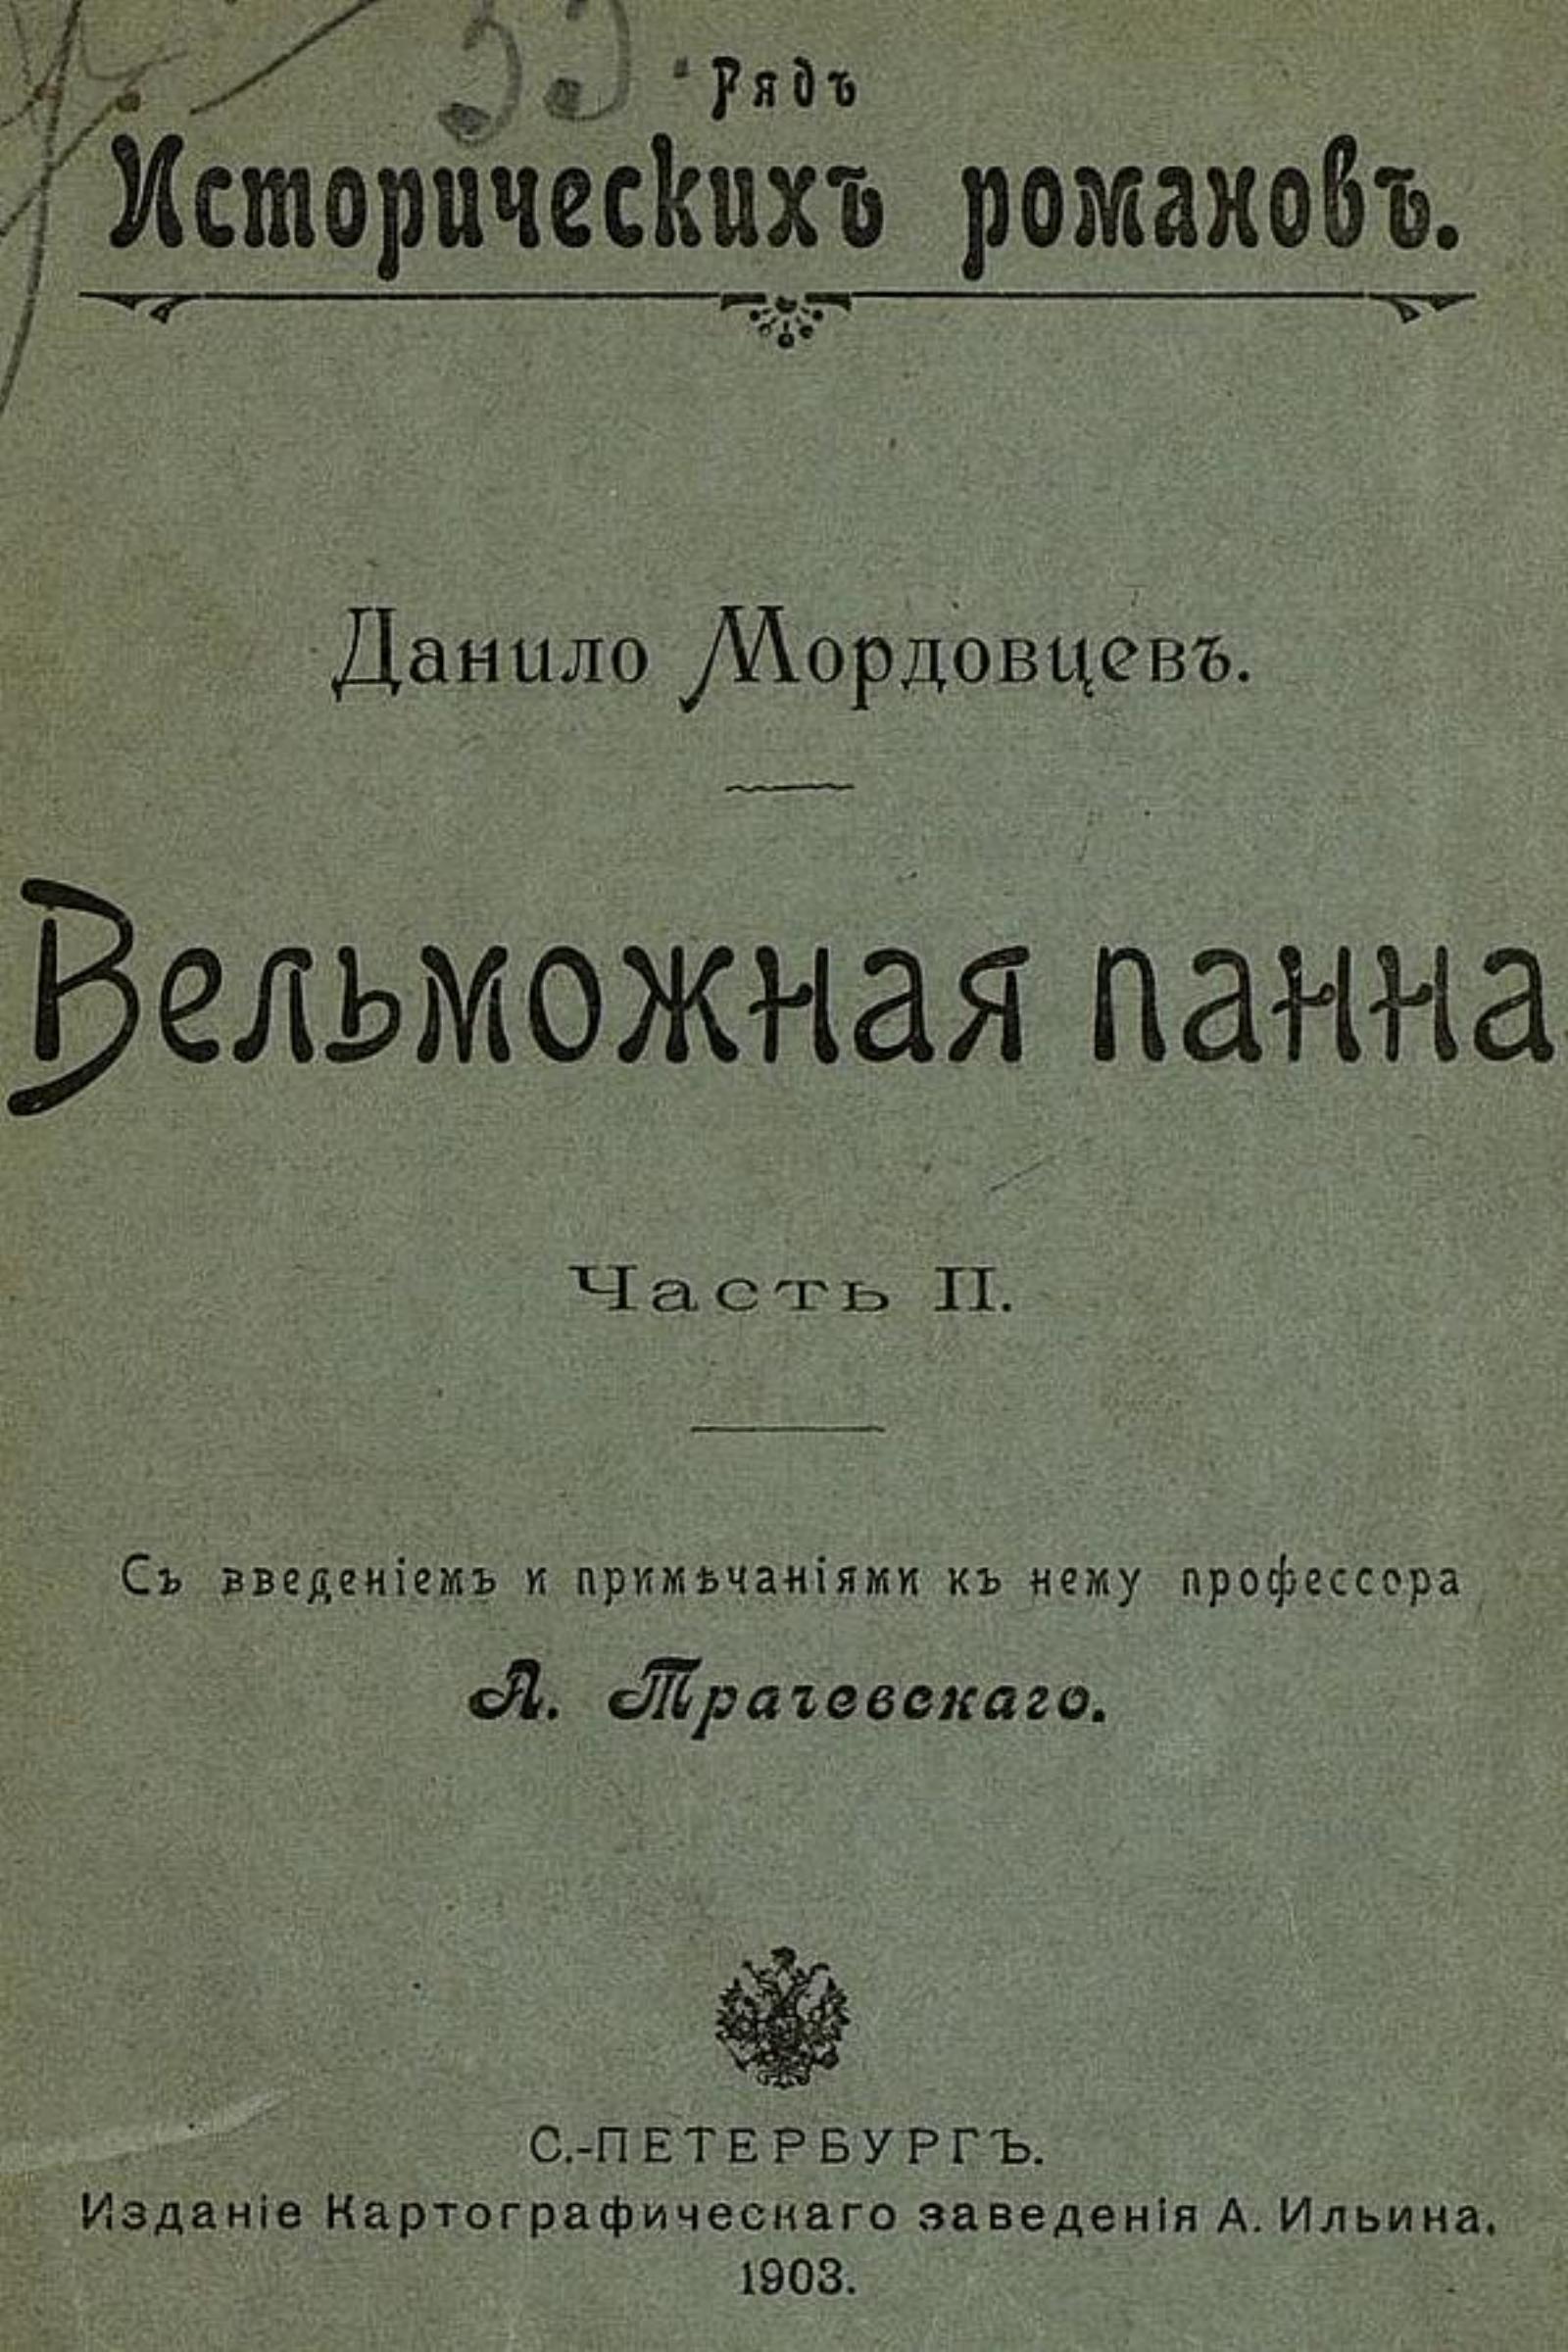 Рядъ
Историческихъ романовъ.
Данило Мордовцевъ.
Вельможная панна
Часть II.
Съ введеніемъ и примѣчаніями къ нему профессора
А. Трачевскаго.
С.-ПЕТЕРБУРГЪ.
Изданіе Картографическаго заведенія А. Ильина.
1903.